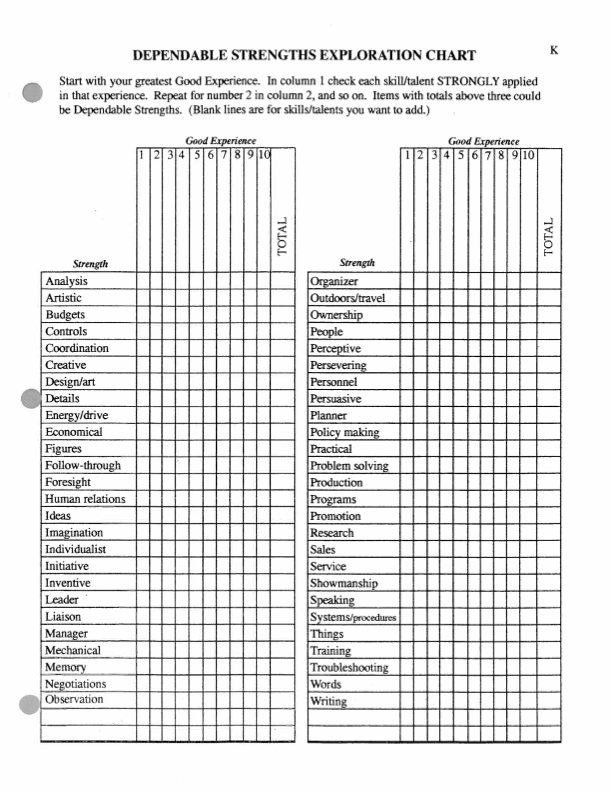 K
DEPENDABLE STRENGTHS EXPLORATION CHART
Start with your greatest Good Experience. In column 1 check each skill/talent STRONGLY applied
in that experience. Repeat for number 2 in column 2, and so on. Items with totals above three could
be Dependable Strengths. (Blank lines are for skills/talents you want to add.)
Good Experience
1 2 3 4 5 6 7 8 9 10 TOTAL
Strength
Analysis
Artistic
Budgets
Controls
Coordination
Creative
Design/art
Details
Energy/drive
Economical
Figures
Follow-through
Foresight
Human relations
Ideas
Imagination
Individualist
Initiative
Inventive
Leader
Liaison
Manager
Mechanical
Memory
Negotiations
Observation
Good Experience
1 2 3 4 5 6 7 8 9 10 TOTAL
Strength
Organizer
Outdoors/travel
Ownership
People
Perceptive
Persevering
Personnel
Persuasive
Planner
Policy making
Practical
Problem solving
Production
Programs
Promotion
Research
Sales
Service
Showmanship
Speaking
Systems/procedures
Things
Training
Troubleshooting
Words
Writing